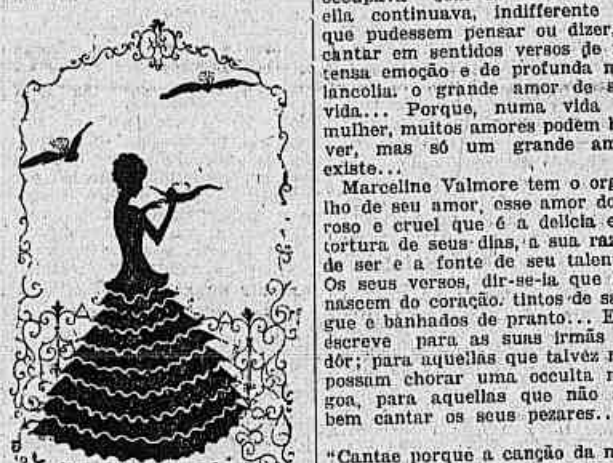 ella continuava, indifferente
que pudessem pensar ou dizer,
cantar em sentidos versos de
tensa emoção e de profunda m
lancolia. o grande amor de s
vida... Porque, numa vida
mulher, muitos amores podem h
ver, mas só um grande am
existe...
Marceline Valmore tem o org
lho de seu amor, esse amor do
roso e cruel que é a delicia e
tortura de seus dias, a sua raz
de ser e a fonte de seu talen
Os seus versos, dir-se-ia que
nascem do coração. tintos de sa
gue e banhados de pranto... E
escreve para as suas irmãs
dôr; para aquellas que talvez n
possam chorar uma occulta m
goa, para aquellas que não
bem cantar os seus pezares..
"Cantae porque a canção da m